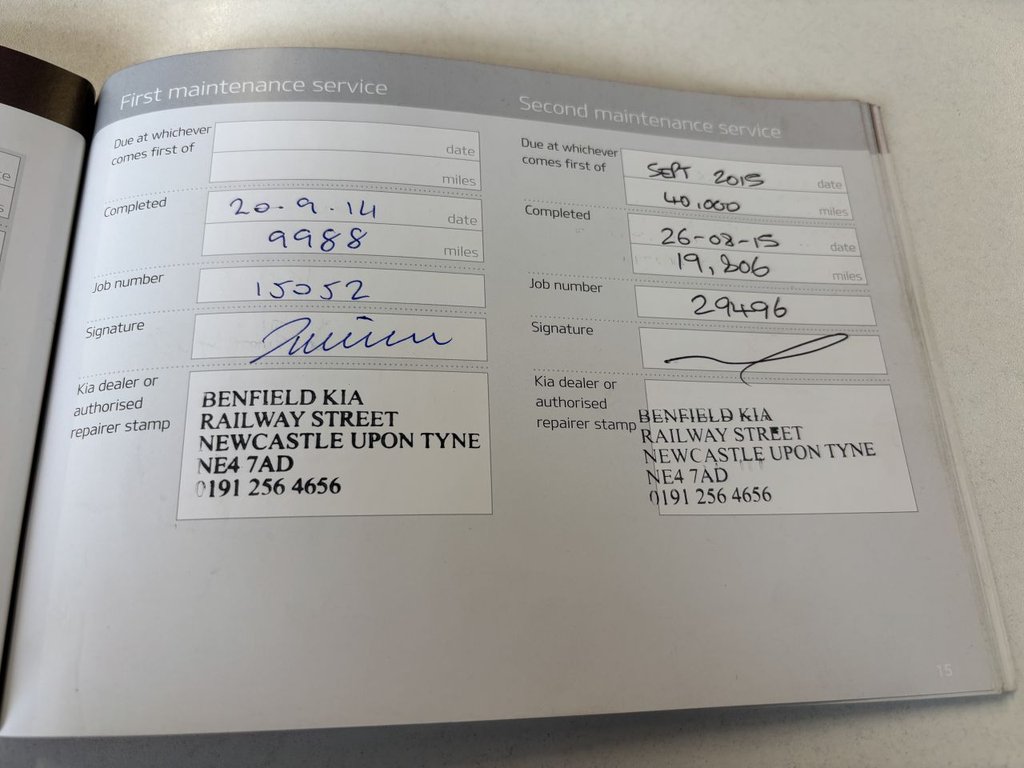 First maintenance service
Due at whichever
comes first of
date
miles
Completed
20-9-14
date
9988
miles
Job number
15052
Signature
Kia dealer or
authorised
repairer stamp
BENFIELD KIA
RAILWAY STREET
NEWCASTLE UPON TYNE
NE4 7AD
0191 256 4656
Second maintenance service
Due at whichever
comes first of
SEPT 2015
date
40,000
miles
Completed
26-08-15
date
19,806
miles
Job number
29496
Signature
Kia dealer or
authorised
repairer stamp
BENFIELD KIA
RAILWAY STREET
NEWCASTLE UPON TYNE
NE4 7AD
0191 256 4656
15